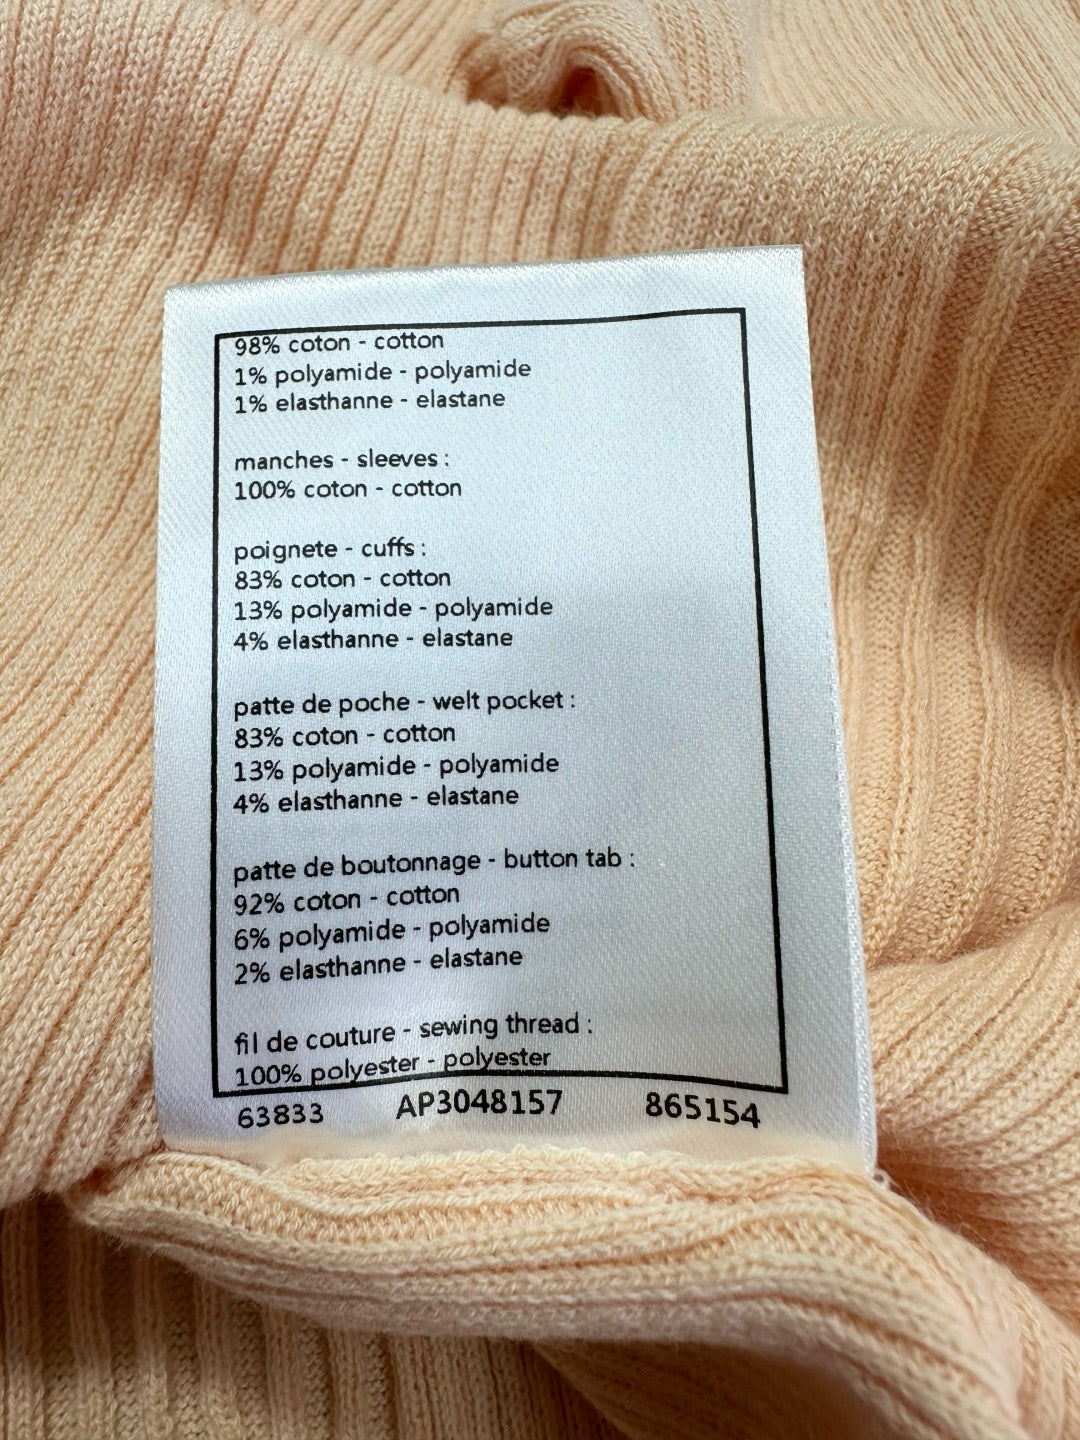 98% coton - cotton
1% polyamide - polyamide
1% elasthanne - elastane
manches - sleeves :
100% coton - cotton
poignete - cuffs :
83% coton - cotton
13% polyamide - polyamide
4% elasthanne - elastane
patte de poche - welt pocket :
83% coton - cotton
13% polyamide - polyamide
4% elasthanne - elastane
patte de boutonnage - button tab :
92% coton - cotton
6% polyamide - polyamide
2% elasthanne - elastane
fil de couture - sewing thread :
100% polyester - polyester
63833 AP3048157 865154